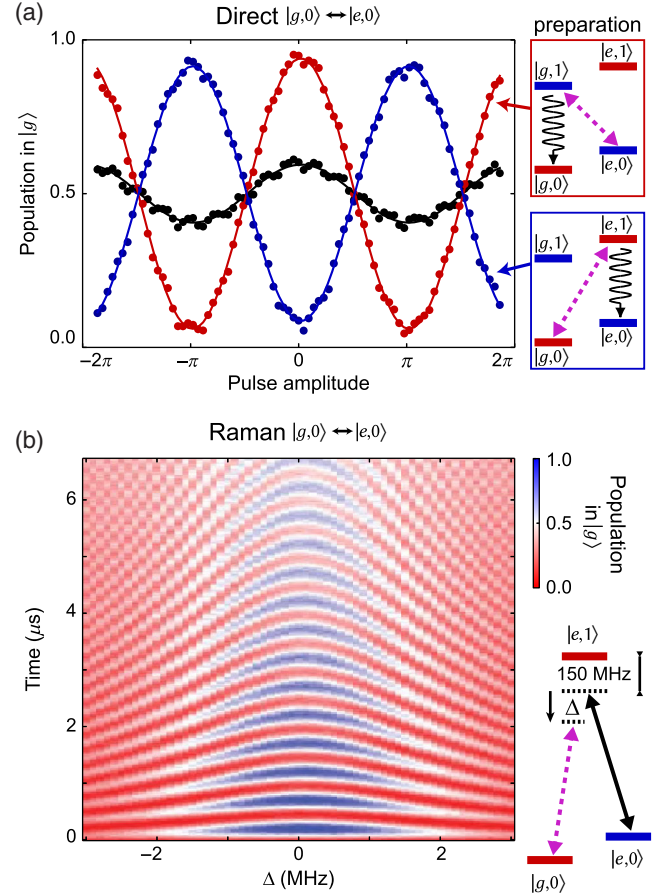 (a)
Direct |g,0⟩ ↔ |e,0⟩
preparation
1.0
0.5
0.0
Population in |g⟩
−2π
−π
0
π
2π
Pulse amplitude
|g,1⟩
|e,1⟩
|g,0⟩
|e,0⟩
|g,1⟩
|e,1⟩
|g,0⟩
|e,0⟩
(b)
Raman |g,0⟩ ↔ |e,0⟩
6
4
2
0
Time (μs)
−2
0
2
Δ (MHz)
1.0
0.5
0.0
Population
in |g⟩
|e,1⟩
150 MHz
Δ
|e,0⟩
|g,0⟩